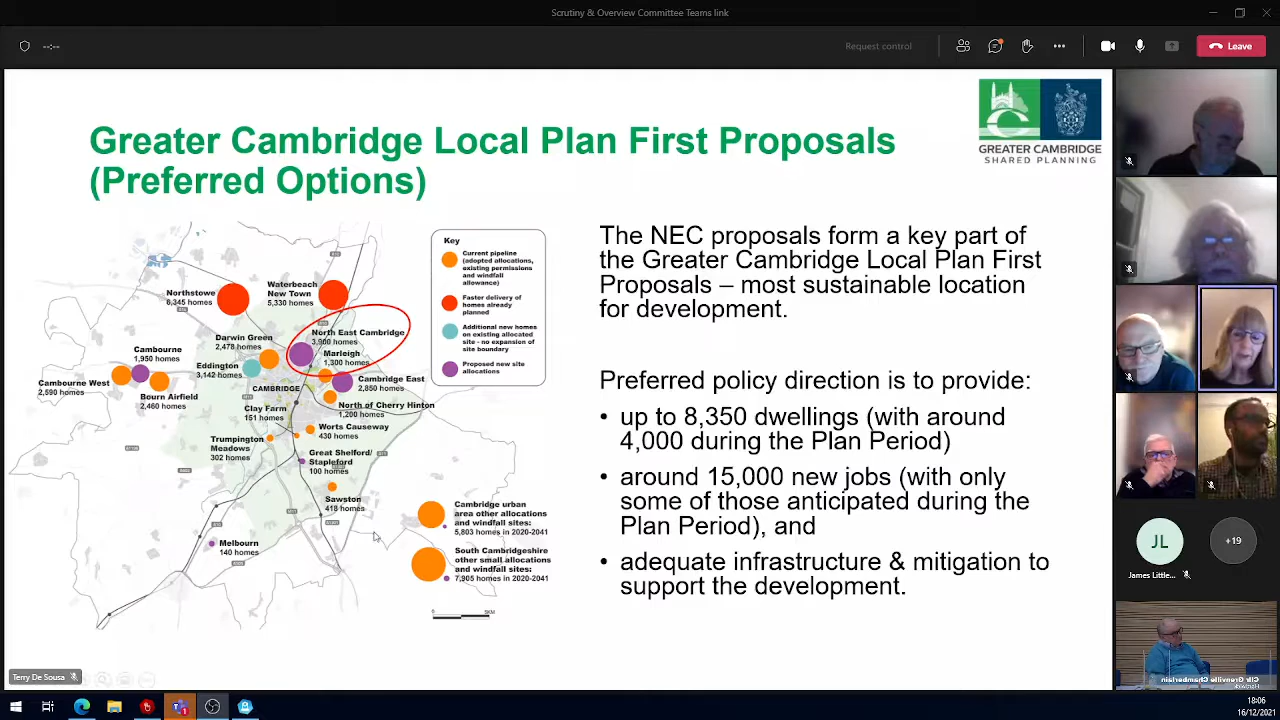 Scrutiny & Overview Committee Teams link
--:--
Request control
Leave
Greater Cambridge Local Plan First Proposals
(Preferred Options)
GREATER CAMBRIDGE
SHARED PLANNING
Key
Current pipeline
(adopted allocations,
existing permissions
and windfall
allowance)
Faster delivery of
homes already
planned
Additional new homes
on existing allocated
site - no expansion of
site boundary
Proposed new site
allocations
Northstowe
6,345 homes
Waterbeach
New Town
5,330 homes
North East Cambridge
3,900 homes
Marleigh
1,300 homes
Darwin Green
2,478 homes
Cambourne
1,950 homes
Eddington
3,142 homes
Cambourne West
2,590 homes
Bourn Airfield
2,460 homes
CAMBRIDGE
Cambridge East
2,850 homes
Clay Farm
151 homes
North of Cherry Hinton
1,200 homes
Worts Causeway
430 homes
Trumpington
Meadows
302 homes
Great Shelford/
Stapleford
100 homes
Sawston
418 homes
Melbourn
140 homes
Cambridge urban
area other allocations
and windfall sites:
5,803 homes in 2020-2041
South Cambridgeshire
other small allocations
and windfall sites:
7,905 homes in 2020-2041
0 5KM
The NEC proposals form a key part of
the Greater Cambridge Local Plan First
Proposals – most sustainable location
for development.
Preferred policy direction is to provide:
• up to 8,350 dwellings (with around
4,000 during the Plan Period)
• around 15,000 new jobs (with only
some of those anticipated during the
Plan Period), and
• adequate infrastructure & mitigation to
support the development.
JL
+19
James Little...
Cllr Grenville Chamberlain
Terry De Sousa
18:06
16/12/2021